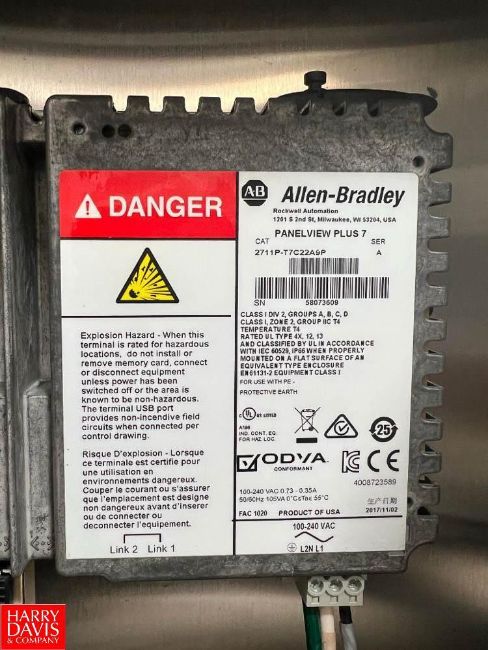 DANGER
Explosion Hazard - When this
terminal is rated for hazardous
locations, do not install or
remove memory card, connect
or disconnect equipment
unless power has been
switched off or the area is
known to be non-hazardous.
The terminal USB port
provides non-incendive field
circuits when connected per
control drawing.
Risque D'explosion - Lorsque
ce terminale est certifie pour
une utilisation en
environnements dangereux.
Couper le courant ou s'assurer
que l'emplacement est designe
non dangereux avant d'inserer
ou de connecter ou
deconnecter l'equipement.
Link 2 Link 1
AB Allen-Bradley
Rockwell Automation
1201 S 2nd St, Milwaukee, WI 53204, USA
PANELVIEW PLUS 7
CAT SER
2711P-T7C22A9P A
SN 58073609
CLASS I DIV 2, GROUPS A, B, C, D
CLASS I, ZONE 2, GROUP IIC T4
TEMPERATURE T4
RATED UL TYPE 4X, 12, 13
AND CLASSIFIED BY UL IN ACCORDANCE
WITH IEC 60529, IP66 WHEN PROPERLY
MOUNTED ON A FLAT SURFACE OF AN
EQUIVALENT TYPE ENCLOSURE
EN61131-2 EQUIPMENT CLASS I
FOR USE WITH PE -
PROTECTIVE EARTH
c UL us LISTED
IND. CONT. EQ.
FOR HAZ. LOC.
25
ODVA
CONFORMANT
CE
4008723589
100-240 VAC 0.73 - 0.35A
50/60Hz 105VA 0°C≤Ta≤ 55°C
生产日期
FAC 1020 PRODUCT OF USA 2017/11/02
100-240 VAC
L2N L1
HARRY
DAVIS
& COMPANY